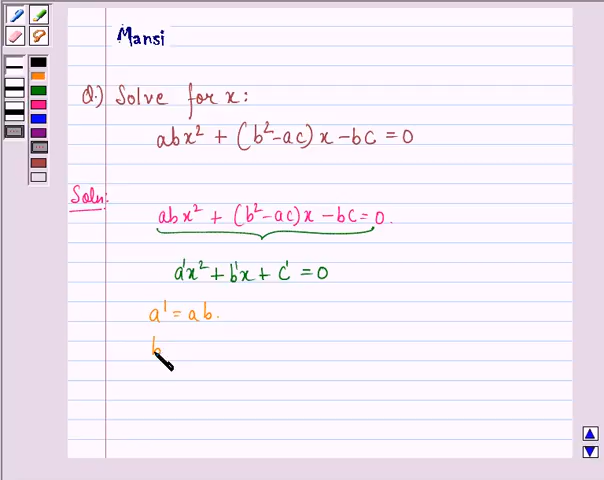 Mansi
Q.) Solve for x:
abx² + (b²-ac) x - bc = 0
Soln:
abx² + (b²-ac)x - bc = 0.
a'x² + b'x + c' = 0
a' = ab.
b